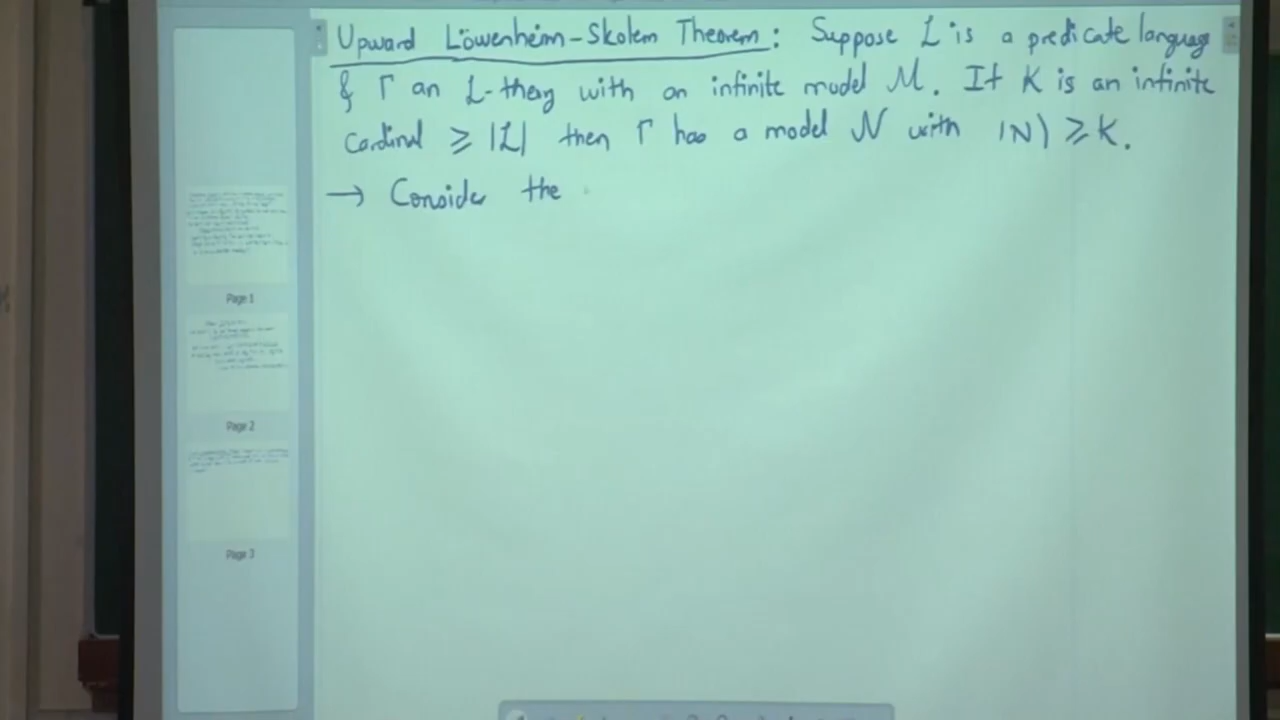 Upward Löwenheim-Skolem Theorem: Suppose L is a predicate language
& Γ an L-theory with an infinite model M. If K is an infinite
Cardinal ≥ |L| then Γ has a model N with |N| ≥ K.
→ Consider the
Page 1
Page 2
Page 3